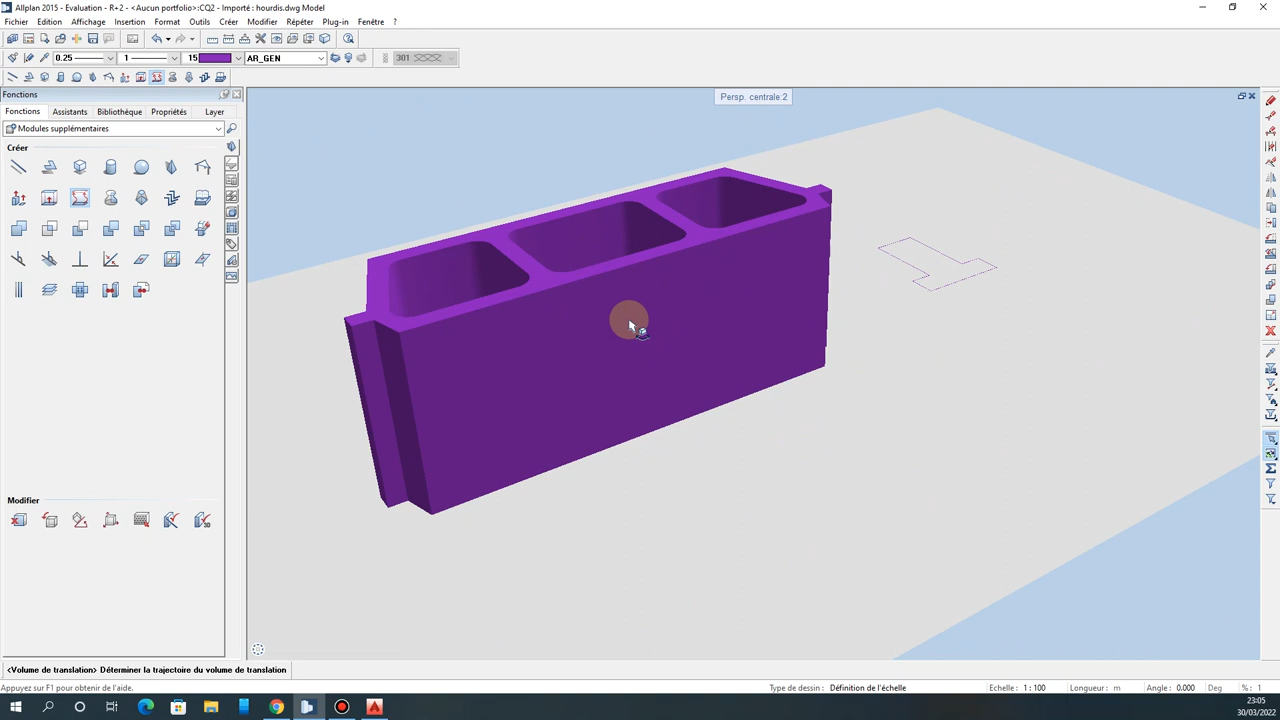 Allplan 2015 - Evaluation - R+2 - <Aucun portfolio>:CQ2 - Importé : hourdis.dwg Model
Fichier Edition Affichage Insertion Format Outils Créer Modifier Répéter Plug-in Fenêtre ?
0.25 1 15 AR_GEN 301
Fonctions
Persp. centrale:2
Fonctions Assistants Bibliothèque Propriétés Layer
Modules supplémentaires
Créer
Modifier
<Volume de translation> Déterminer la trajectoire du volume de translation
Appuyez sur F1 pour obtenir de l'aide. Type de dessin : Définition de l'échelle Echelle : 1 : 100 Longueur : m Angle : 0.000 Deg % : 1
23:05
30/03/2022